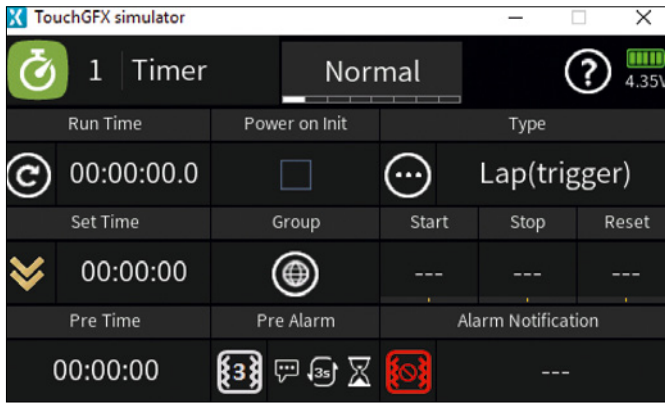 TouchGFX simulator
1 Timer Normal ? 4.35V
Run Time Power on Init Type
00:00:00.0 Lap(trigger)
Set Time Group Start Stop Reset
00:00:00 --- --- ---
Pre Time Pre Alarm Alarm Notification
00:00:00 3 3s ---